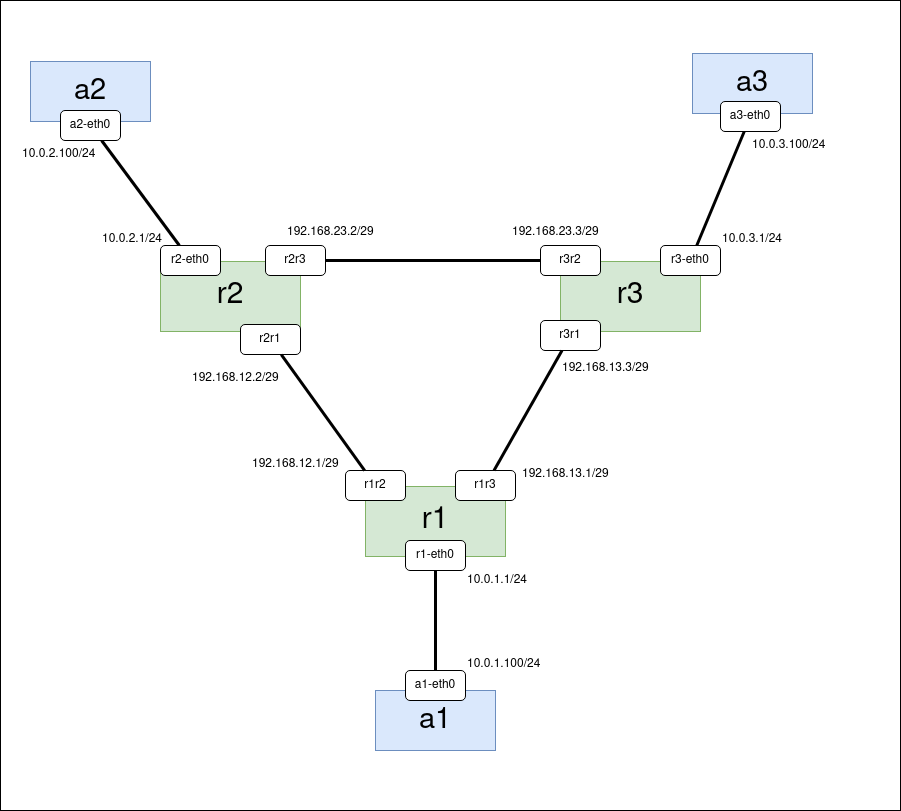 a2
a3
a2-eth0
a3-eth0
10.0.2.100/24
10.0.3.100/24
192.168.23.2/29
192.168.23.3/29
10.0.2.1/24
10.0.3.1/24
r2-eth0
r2r3
r3r2
r3-eth0
r2
r3
r2r1
r3r1
192.168.12.2/29
192.168.13.3/29
192.168.12.1/29
192.168.13.1/29
r1r2
r1r3
r1
r1-eth0
10.0.1.1/24
10.0.1.100/24
a1-eth0
a1